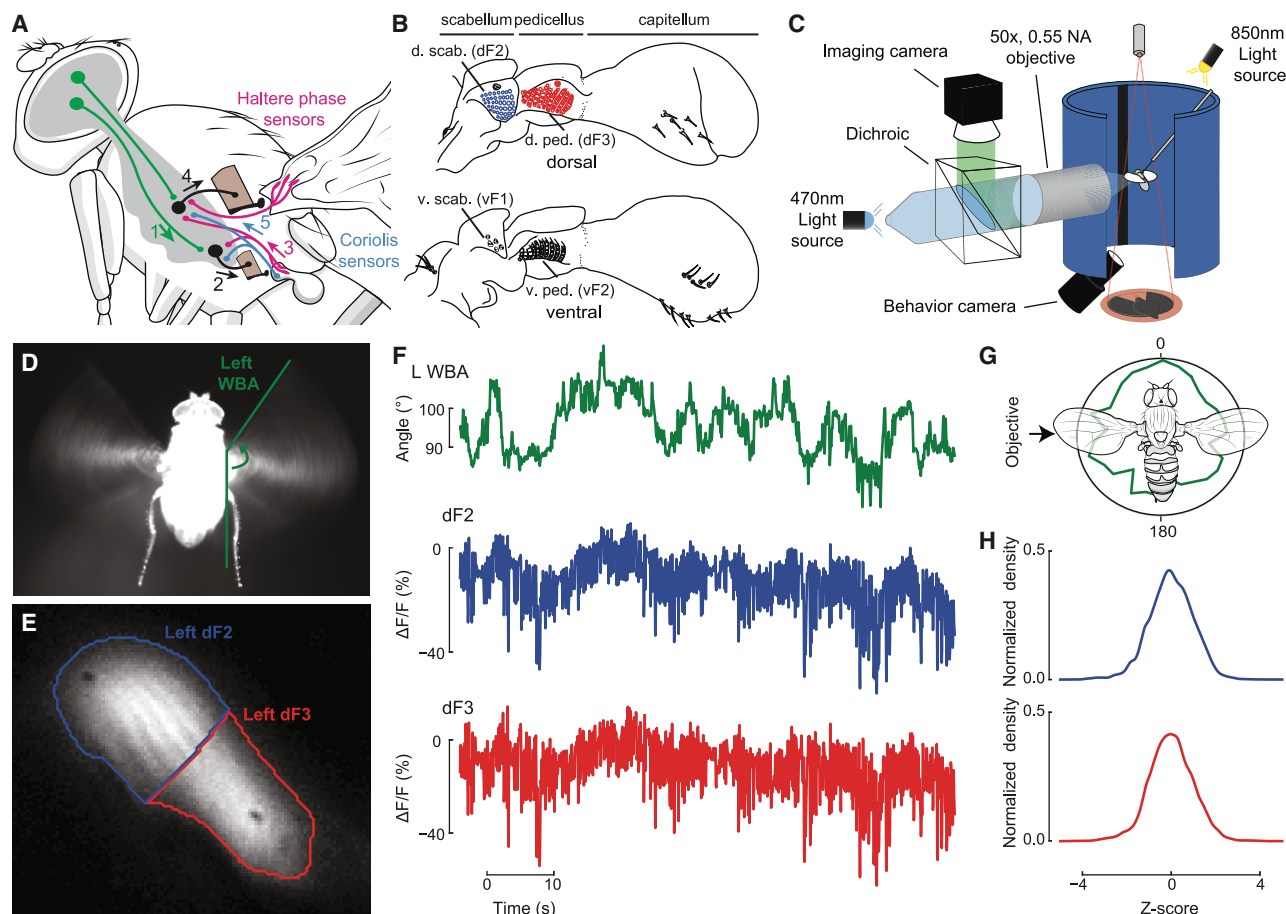 A
Haltere phase
sensors
4
1
5
3
2
Coriolis
sensors
B
scabellum
pedicellus
capitellum
d. scab. (dF2)
d. ped. (dF3)
dorsal
v. scab. (vF1)
v. ped. (vF2)
ventral
C
Imaging camera
50x, 0.55 NA
objective
850nm
Light
source
Dichroic
470nm
Light
source
Behavior camera
D
Left
WBA
E
Left dF2
Left dF3
F
L WBA
Angle (°)
100
90
dF2
ΔF/F (%)
0
−40
dF3
ΔF/F (%)
0
−40
0
10
Time (s)
G
0
Objective
180
H
Normalized density
0.5
0.0
Normalized density
0.5
0.0
−4
0
4
Z-score